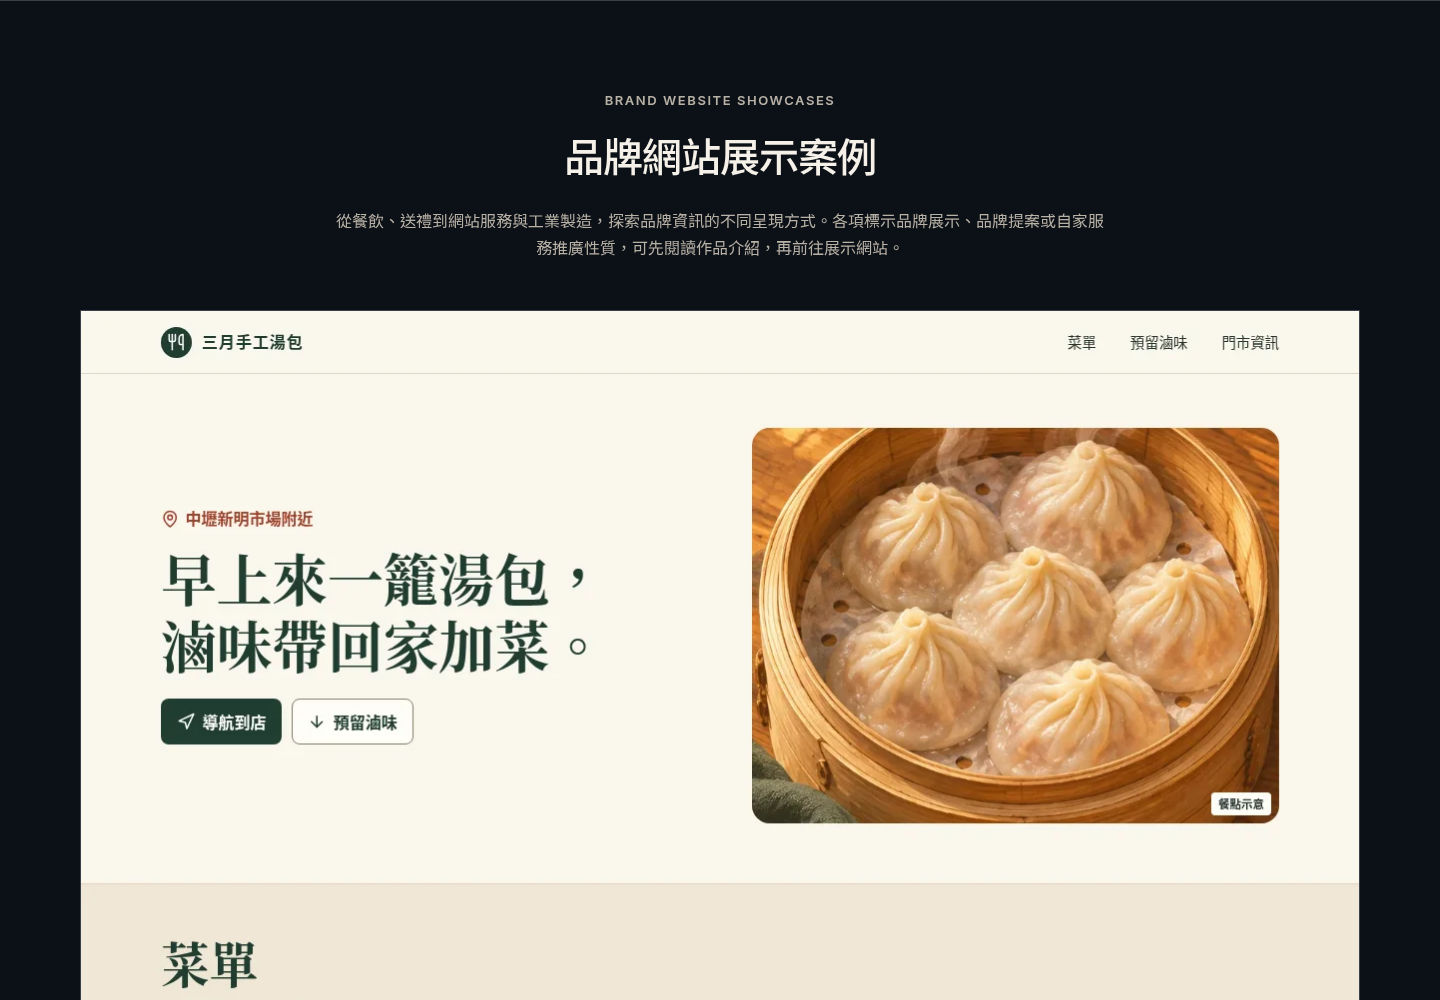 BRAND WEBSITE SHOWCASES
品牌網站展示案例
從餐飲、送禮到網站服務與工業製造，探索品牌資訊的不同呈現方式。各項標示品牌展示、品牌提案或自家服
務推廣性質，可先閱讀作品介紹，再前往展示網站。
三月手工湯包
菜單
預留滷味
門市資訊
中壢新明市場附近
早上來一籠湯包，
滷味帶回家加菜。
導航到店
預留滷味
餐點示意
菜單